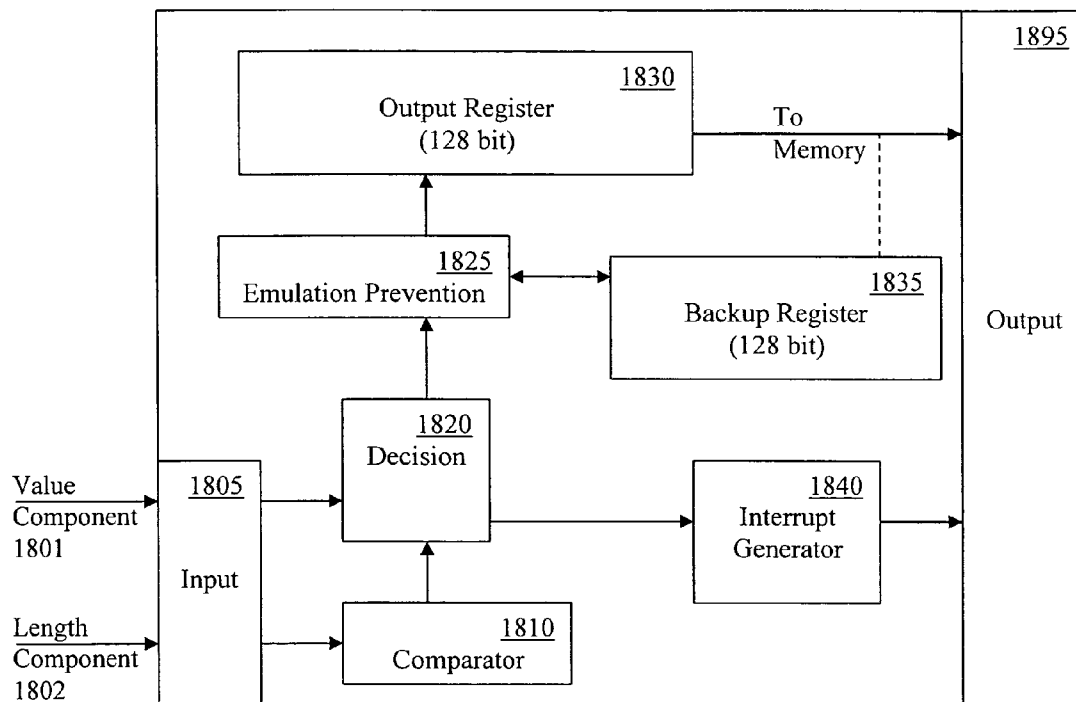 1895
1830
Output Register
(128 bit)
To
Memory
1825
Emulation Prevention
1835
Backup Register
(128 bit)
Output
1820
Decision
Value
Component
1801
1805
Input
1840
Interrupt
Generator
Length
Component
1802
1810
Comparator